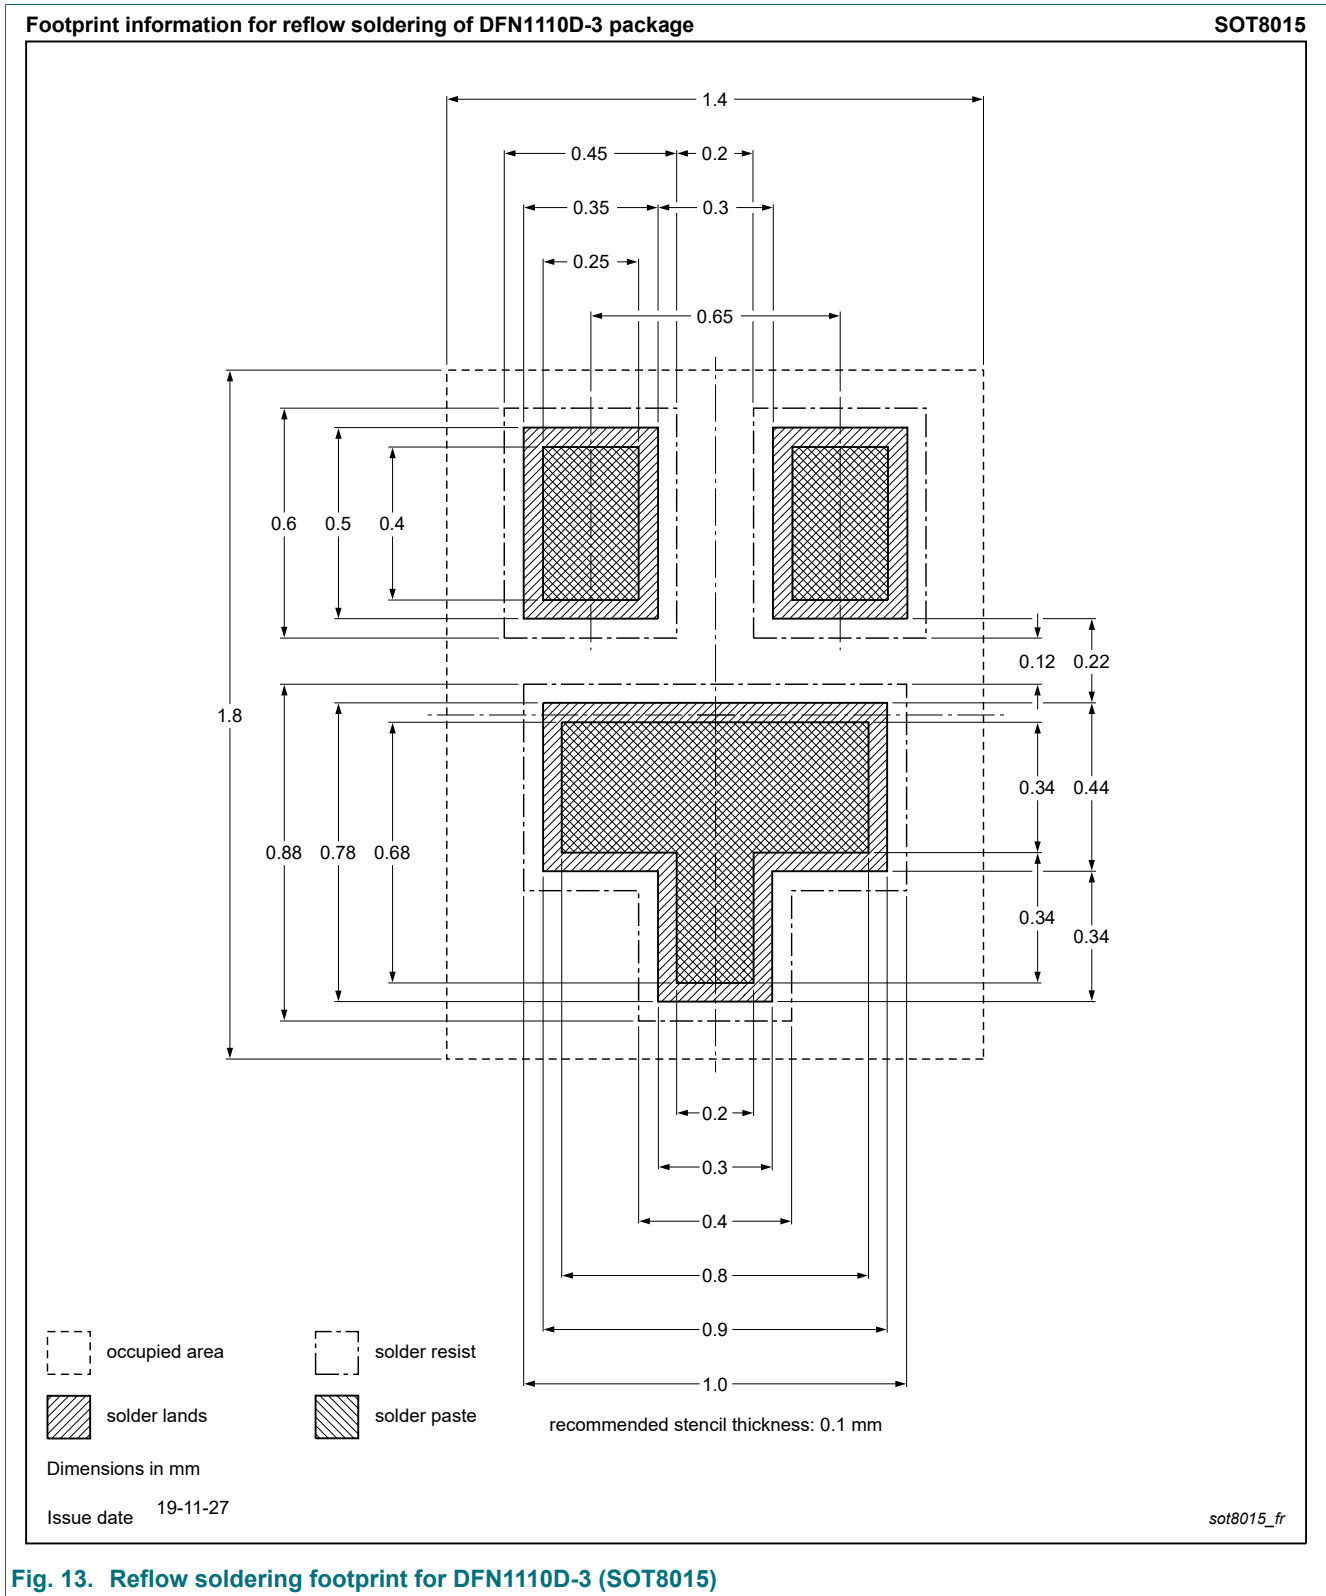 Footprint information for reflow soldering of DFN1110D-3 package SOT8015
1.4
0.45 0.2
0.35 0.3
0.25
0.65
0.6 0.5 0.4
0.12 0.22
1.8
0.34 0.44
0.88 0.78 0.68
0.34
0.34
0.2
0.3
0.4
0.8
0.9
1.0
occupied area solder resist
solder lands solder paste
recommended stencil thickness: 0.1 mm
Dimensions in mm
Issue date 19-11-27
sot8015_fr
Fig. 13. Reflow soldering footprint for DFN1110D-3 (SOT8015)